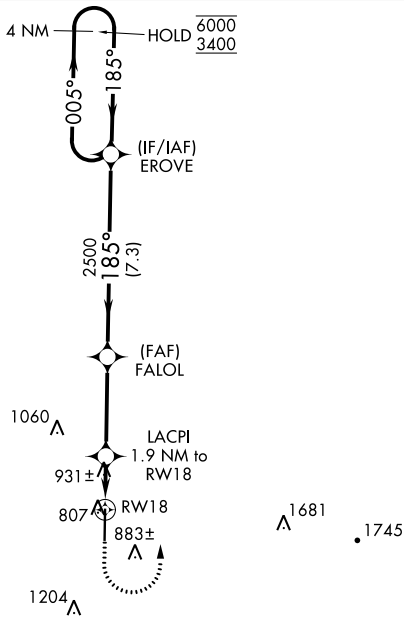 4 NM
HOLD
6000
3400
005°
185°
(IF/IAF)
EROVE
2500
185°
(7.3)
(FAF)
FALOL
1060
LACPI
1.9 NM to
RW18
931±
807
RW18
883±
1681
1745
1204